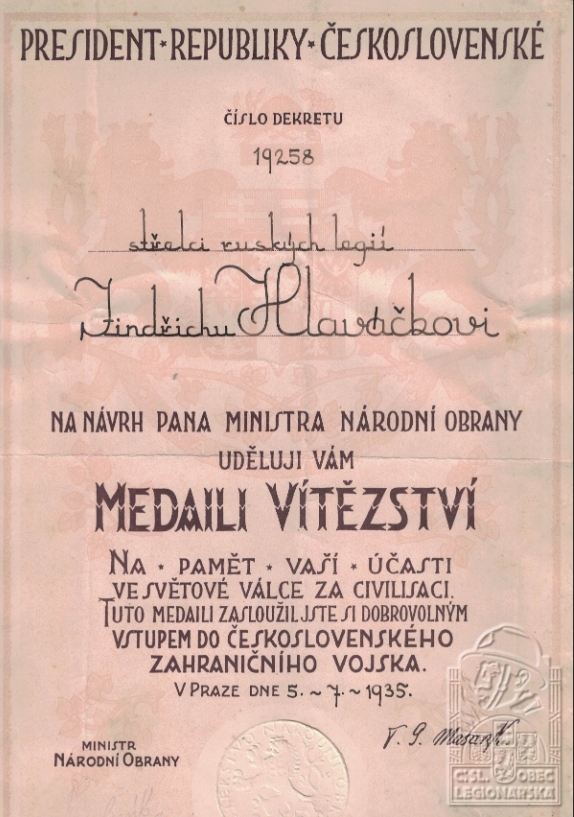 PRESIDENT * REPUBLIKY * ČESKOSLOVENSKÉ
ČÍSLO DEKRETU
19258
střelci ruských legií
Jindřichu Hlaváčkovi
NA NÁVRH PANA MINISTRA NÁRODNÍ OBRANY
UDĚLUJI VÁM
MEDAILI VÍTĚZSTVÍ
NA * PAMĚT * VAŠÍ * ÚČASTI
VE SVĚTOVÉ VÁLCE ZA CIVILISACI.
TUTO MEDAILI ZASLOUŽIL JSTE SI DOBROVOLNÝM
VSTUPEM DO ČESKOSLOVENSKÉHO
ZAHRANIČNÍHO VOJSKA.
V PRAZE DNE 5. ~ 7. ~ 1935.
T. G. Masaryk.
MINISTR
NÁRODNÍ OBRANY
ČSL. OBEC
LEGIONÁŘSKÁ